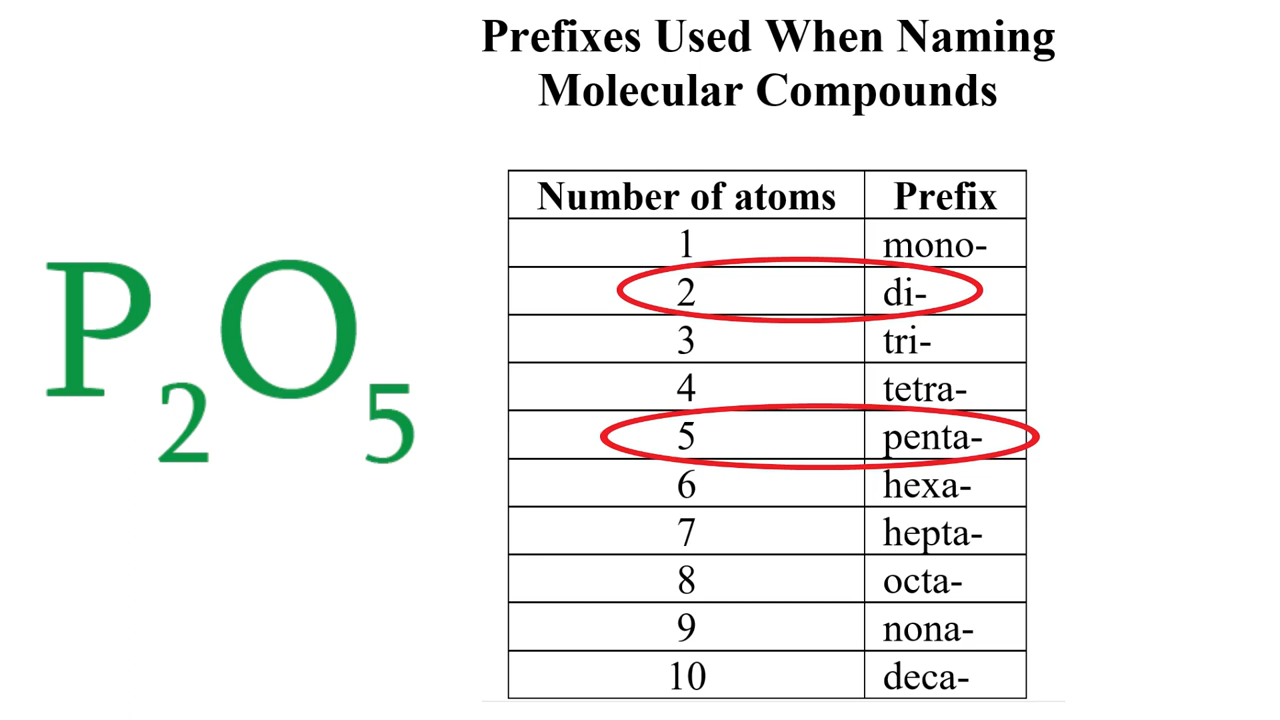 P₂O₅
Prefixes Used When Naming
Molecular Compounds
Number of atoms Prefix
1 mono-
2 di-
3 tri-
4 tetra-
5 penta-
6 hexa-
7 hepta-
8 octa-
9 nona-
10 deca-